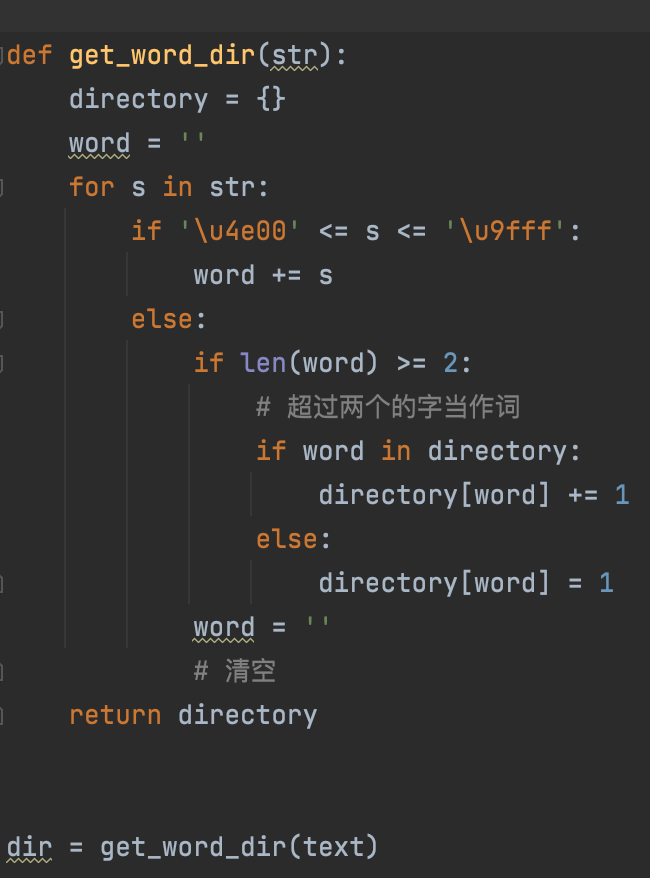 def get_word_dir(str):
    directory = {}
    word = ''
    for s in str:
        if '\u4e00' <= s <= '\u9fff':
            word += s
        else:
            if len(word) >= 2:
                # 超过两个的字当作词
                if word in directory:
                    directory[word] += 1
                else:
                    directory[word] = 1
            word = ''
            # 清空
    return directory
dir = get_word_dir(text)